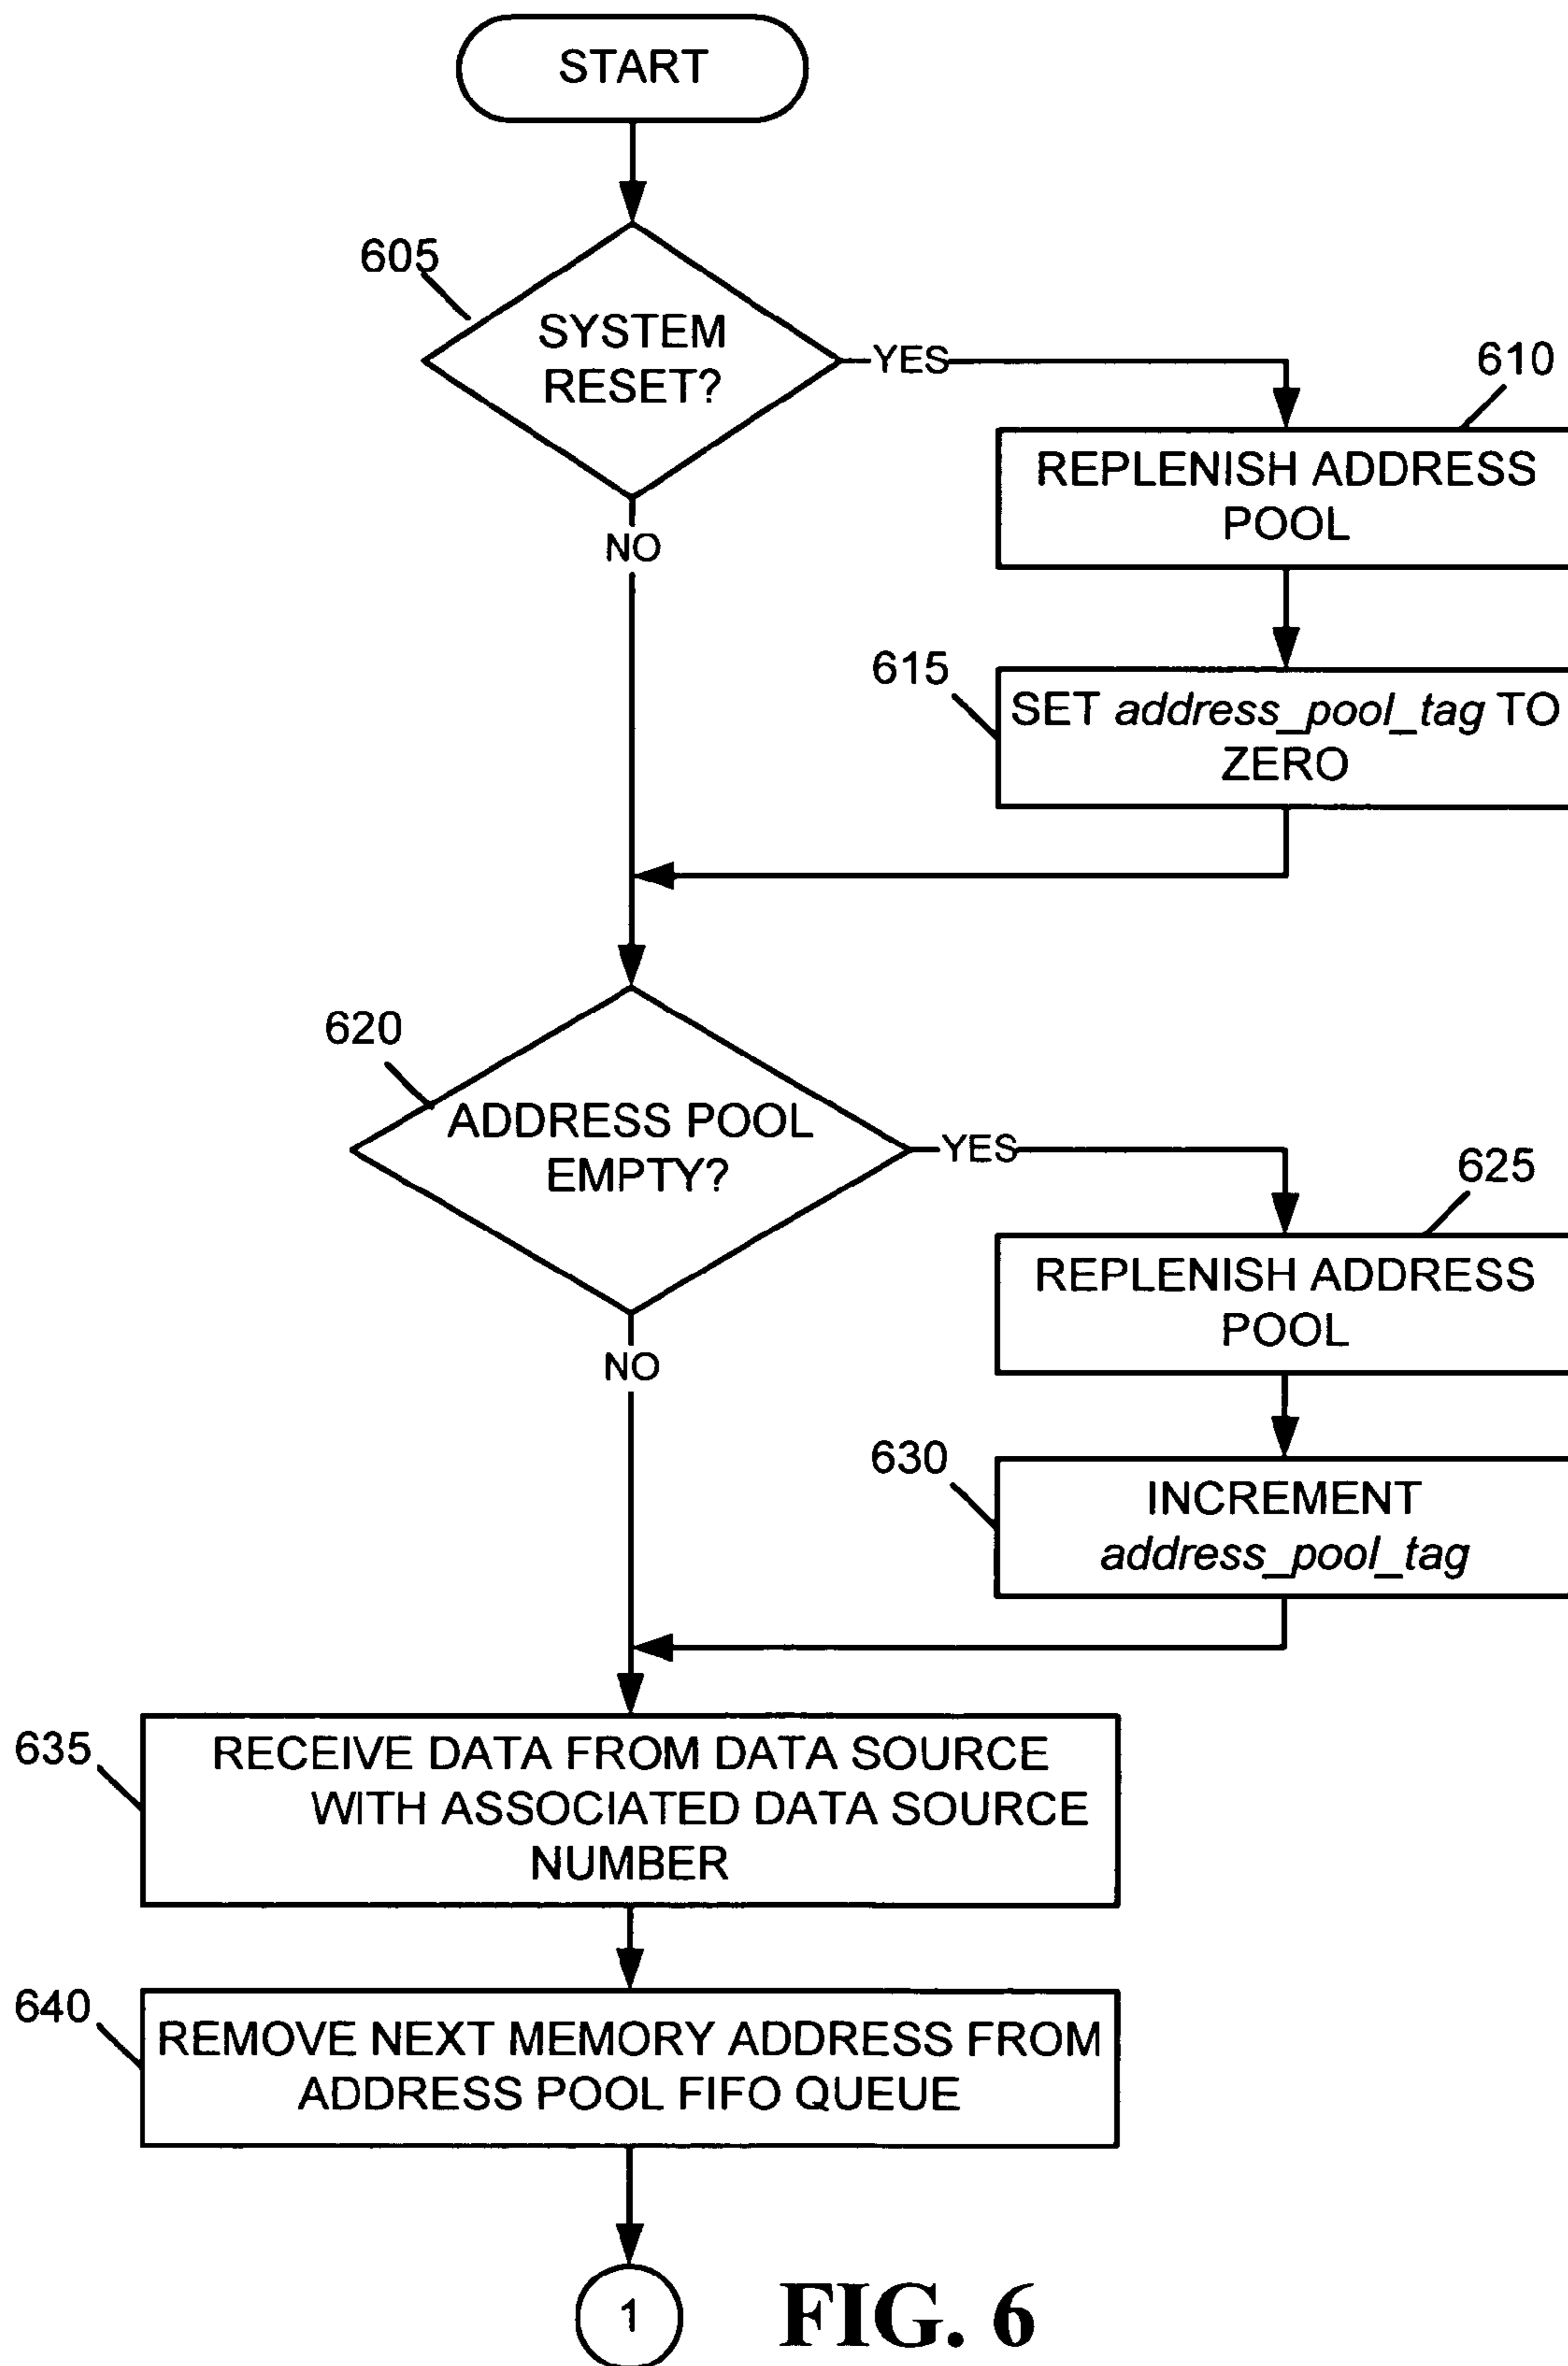 START
605
SYSTEM
RESET?
YES
610
REPLENISH ADDRESS
POOL
NO
615
SET address_pool_tag TO
ZERO
620
ADDRESS POOL
EMPTY?
YES
625
REPLENISH ADDRESS
POOL
NO
630
INCREMENT
address_pool_tag
635
RECEIVE DATA FROM DATA SOURCE
WITH ASSOCIATED DATA SOURCE
NUMBER
640
REMOVE NEXT MEMORY ADDRESS FROM
ADDRESS POOL FIFO QUEUE
1
FIG. 6